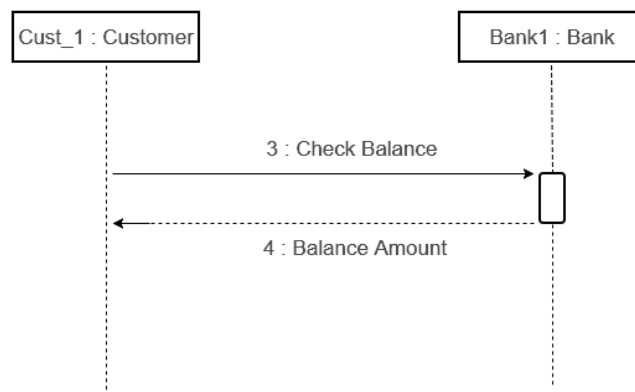 Cust_1 : Customer
Bank1 : Bank
3 : Check Balance
4 : Balance Amount